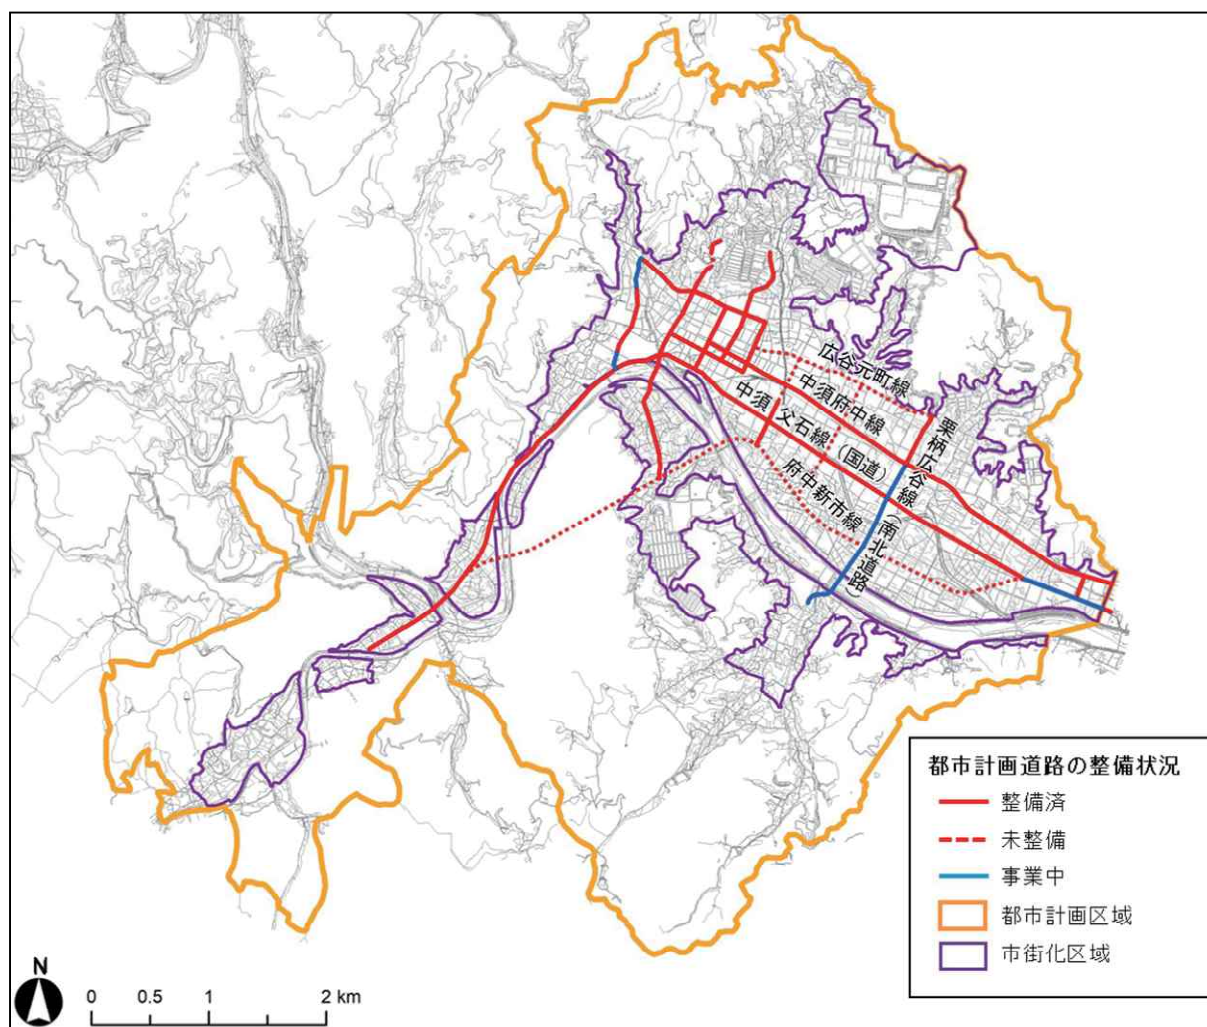 広谷元町線
中須府中線
中須
父石線
(国道)
府中新市線
栗柄広谷線(南北道路)
都市計画道路の整備状況
整備済
未整備
事業中
都市計画区域
市街化区域
N
0 0.5 1 2 km